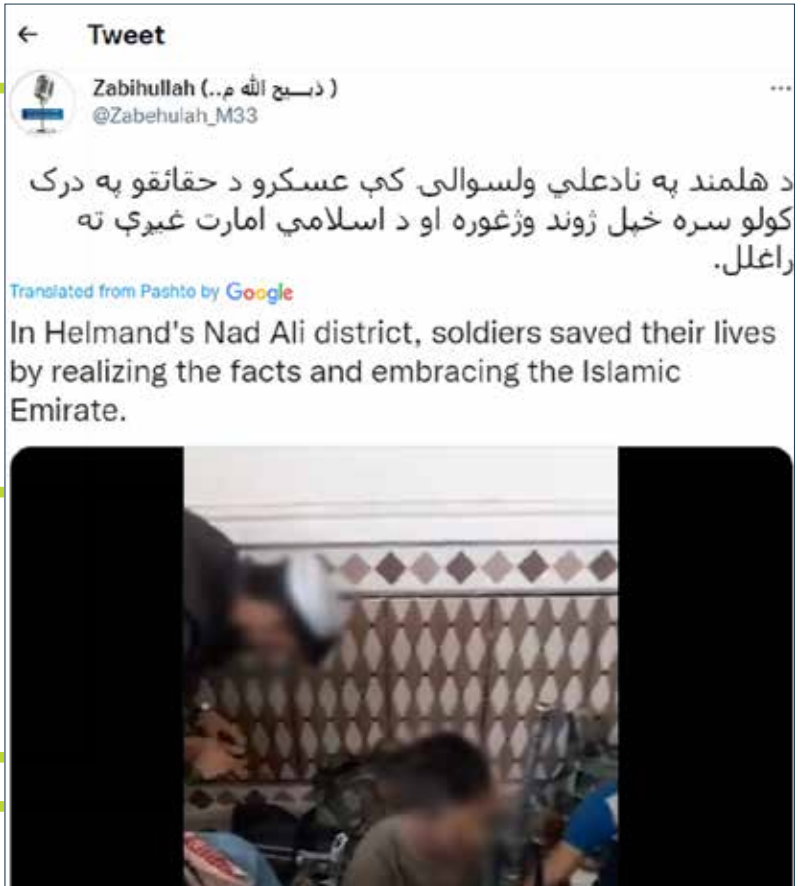 ← Tweet
Zabihullah (..ذبـــیح الله م )
@Zabehulah_M33
د هلمند په نادعلي ولسوالۍ کې عسکرو د حقائقو په درک
کولو سره خپل ژوند وژغوره او د اسلامي امارت غیږې ته
راغلل.
Translated from Pashto by Google
In Helmand's Nad Ali district, soldiers saved their lives
by realizing the facts and embracing the Islamic
Emirate.